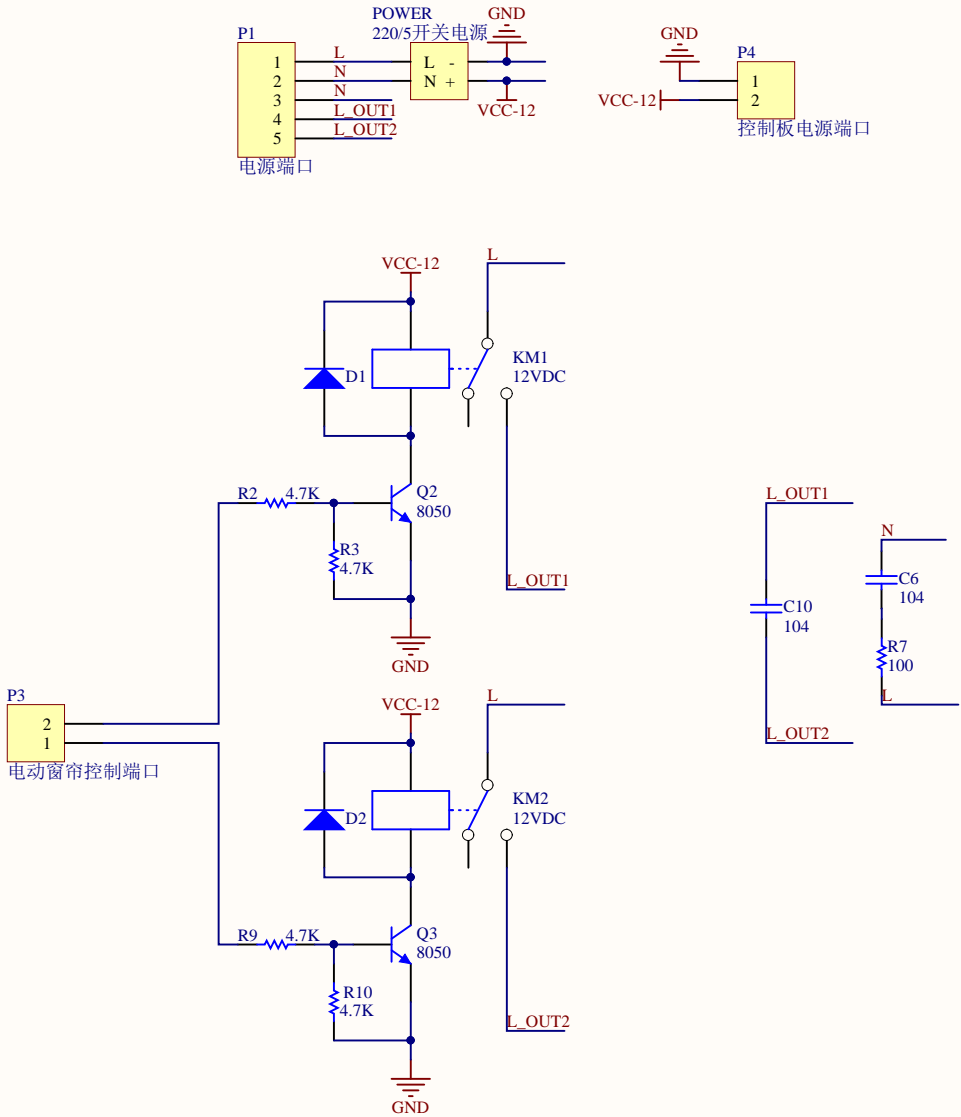 POWER
220/5开关电源
GND
P1
1
2
3
4
5
L
N
N
L_OUT1
L_OUT2
L -
N +
VCC-12
电源端口
GND
P4
1
2
VCC-12
控制板电源端口
VCC-12
L
D1
KM1
12VDC
R2
4.7K
Q2
8050
R3
4.7K
L_OUT1
GND
L_OUT1
N
C6
104
C10
104
R7
100
L
L_OUT2
P3
2
1
电动窗帘控制端口
VCC-12
L
D2
KM2
12VDC
R9
4.7K
Q3
8050
R10
4.7K
L_OUT2
GND